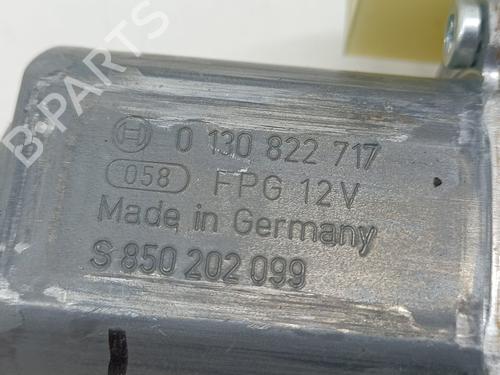 0 130 822 717
058 FPG 12V
Made in Germany
S 850 202 099
B-PARTS